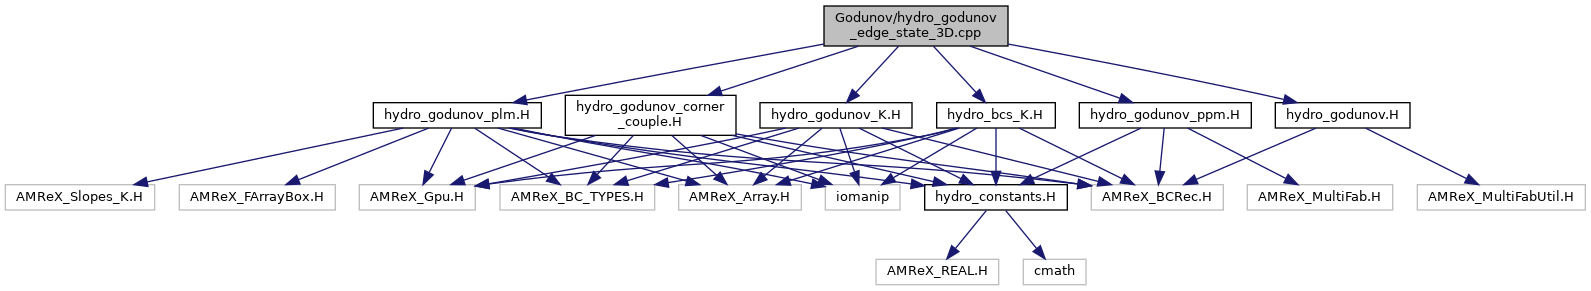 Godunov/hydro_godunov
_edge_state_3D.cpp
hydro_godunov_plm.H
hydro_godunov_corner
_couple.H
hydro_godunov_K.H
hydro_bcs_K.H
hydro_godunov_ppm.H
hydro_godunov.H
AMReX_Slopes_K.H
AMReX_FArrayBox.H
AMReX_Gpu.H
AMReX_BC_TYPES.H
AMReX_Array.H
iomanip
hydro_constants.H
AMReX_BCRec.H
AMReX_MultiFab.H
AMReX_MultiFabUtil.H
AMReX_REAL.H
cmath